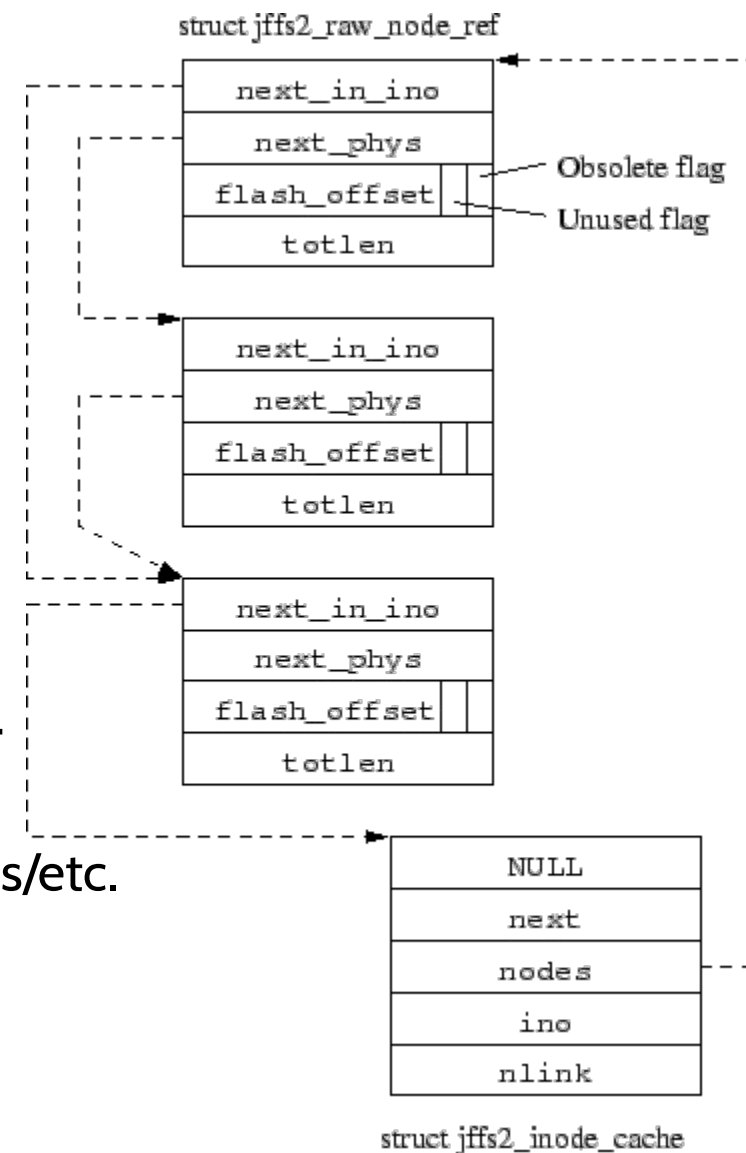 struct jffs2_raw_node_ref
next_in_ino
next_phys
flash_offset
totlen
Obsolete flag
Unused flag
next_in_ino
next_phys
flash_offset
totlen
next_in_ino
next_phys
flash_offset
totlen
.
s/etc.
NULL
next
nodes
ino
nlink
struct jffs2_inode_cache